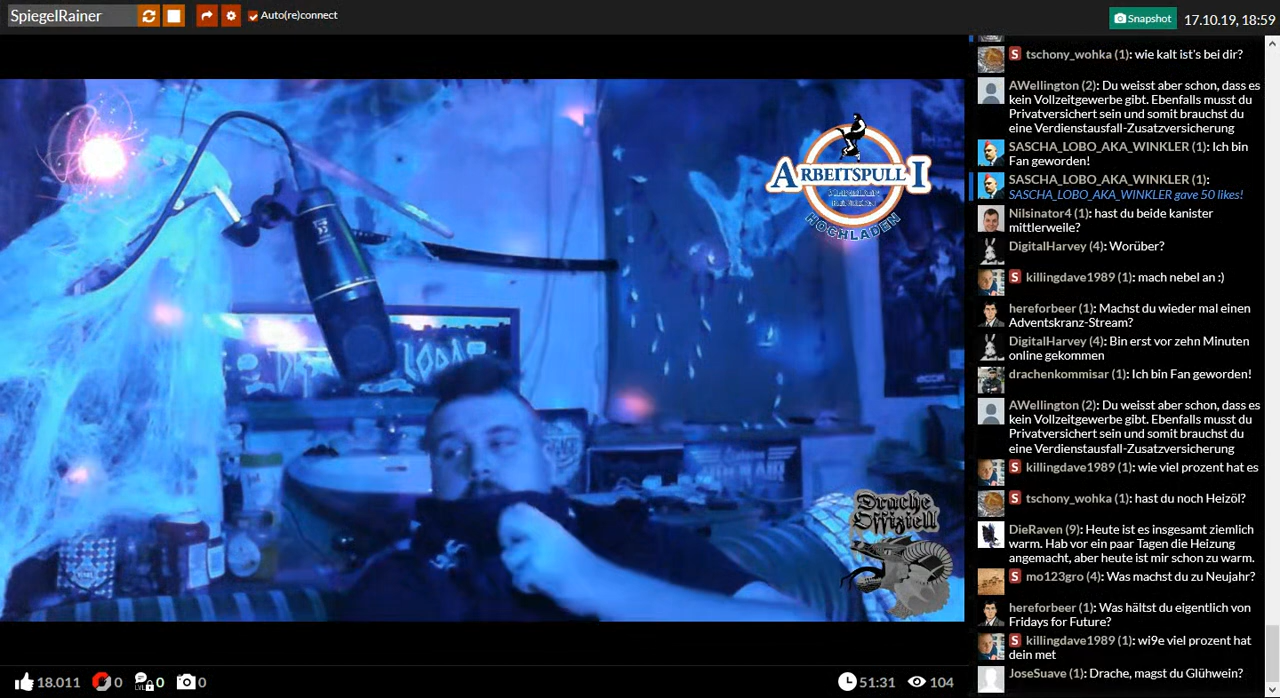 SpiegelRainer
Auto(re)connect
Snapshot
17.10.19, 18:59
ARBEITSPULLI
HOCHLADEN
Drache
Offiziell
S tschony_wohka (1): wie kalt ist's bei dir?
AWellington (2): Du weisst aber schon, dass es
kein Vollzeitgewerbe gibt. Ebenfalls musst du
Privatversichert sein und somit brauchst du
eine Verdienstausfall-Zusatzversicherung
SASCHA_LOBO_AKA_WINKLER (1): Ich bin
Fan geworden!
SASCHA_LOBO_AKA_WINKLER (1):
SASCHA_LOBO_AKA_WINKLER gave 50 likes!
Nilsinator4 (1): hast du beide kanister
mittlerweile?
DigitalHarvey (4): Worüber?
S killingdave1989 (1): mach nebel an :)
hereforbeer (1): Machst du wieder mal einen
Adventskranz-Stream?
DigitalHarvey (4): Bin erst vor zehn Minuten
online gekommen
drachenkommisar (1): Ich bin Fan geworden!
AWellington (2): Du weisst aber schon, dass es
kein Vollzeitgewerbe gibt. Ebenfalls musst du
Privatversichert sein und somit brauchst du
eine Verdienstausfall-Zusatzversicherung
S killingdave1989 (1): wie viel prozent hat es
S tschony_wohka (1): hast du noch Heizöl?
DieRaven (9): Heute ist es insgesamt ziemlich
warm. Hab vor ein paar Tagen die Heizung
angemacht, aber heute ist mir schon zu warm.
S mo123gro (4): Was machst du zu Neujahr?
hereforbeer (1): Was hältst du eigentlich von
Fridays for Future?
S killingdave1989 (1): wi9e viel prozent hat
dein met
JoseSuave (1): Drache, magst du Glühwein?
18.011
0
LVL
0
0
51:31
104